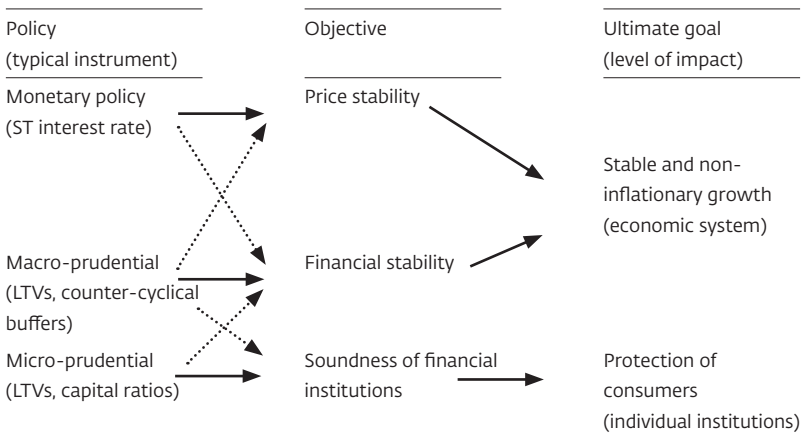 Policy
(typical instrument)
Objective
Ultimate goal
(level of impact)
Monetary policy
(ST interest rate)
Price stability
Stable and non-
inflationary growth
(economic system)
Macro-prudential
(LTVs, counter-cyclical
buffers)
Financial stability
Micro-prudential
(LTVs, capital ratios)
Soundness of financial
institutions
Protection of
consumers
(individual institutions)